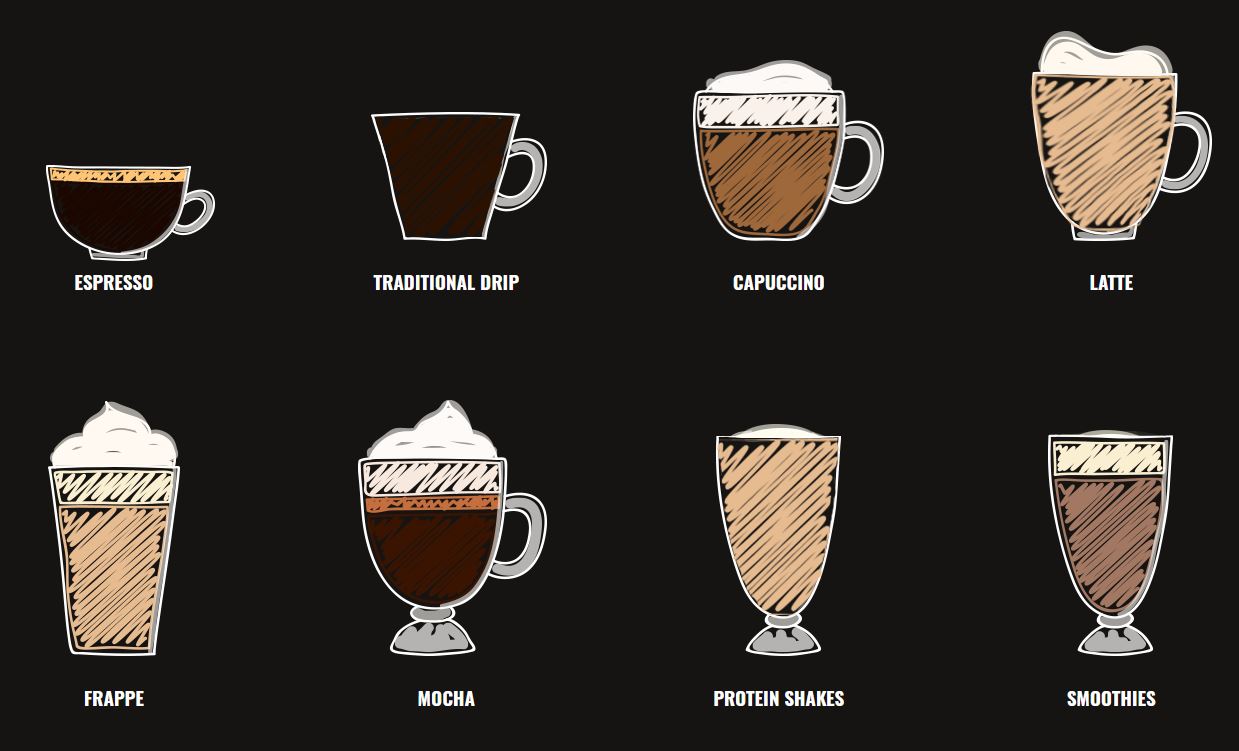 ESPRESSO
TRADITIONAL DRIP
CAPUCCINO
LATTE
FRAPPE
MOCHA
PROTEIN SHAKES
SMOOTHIES